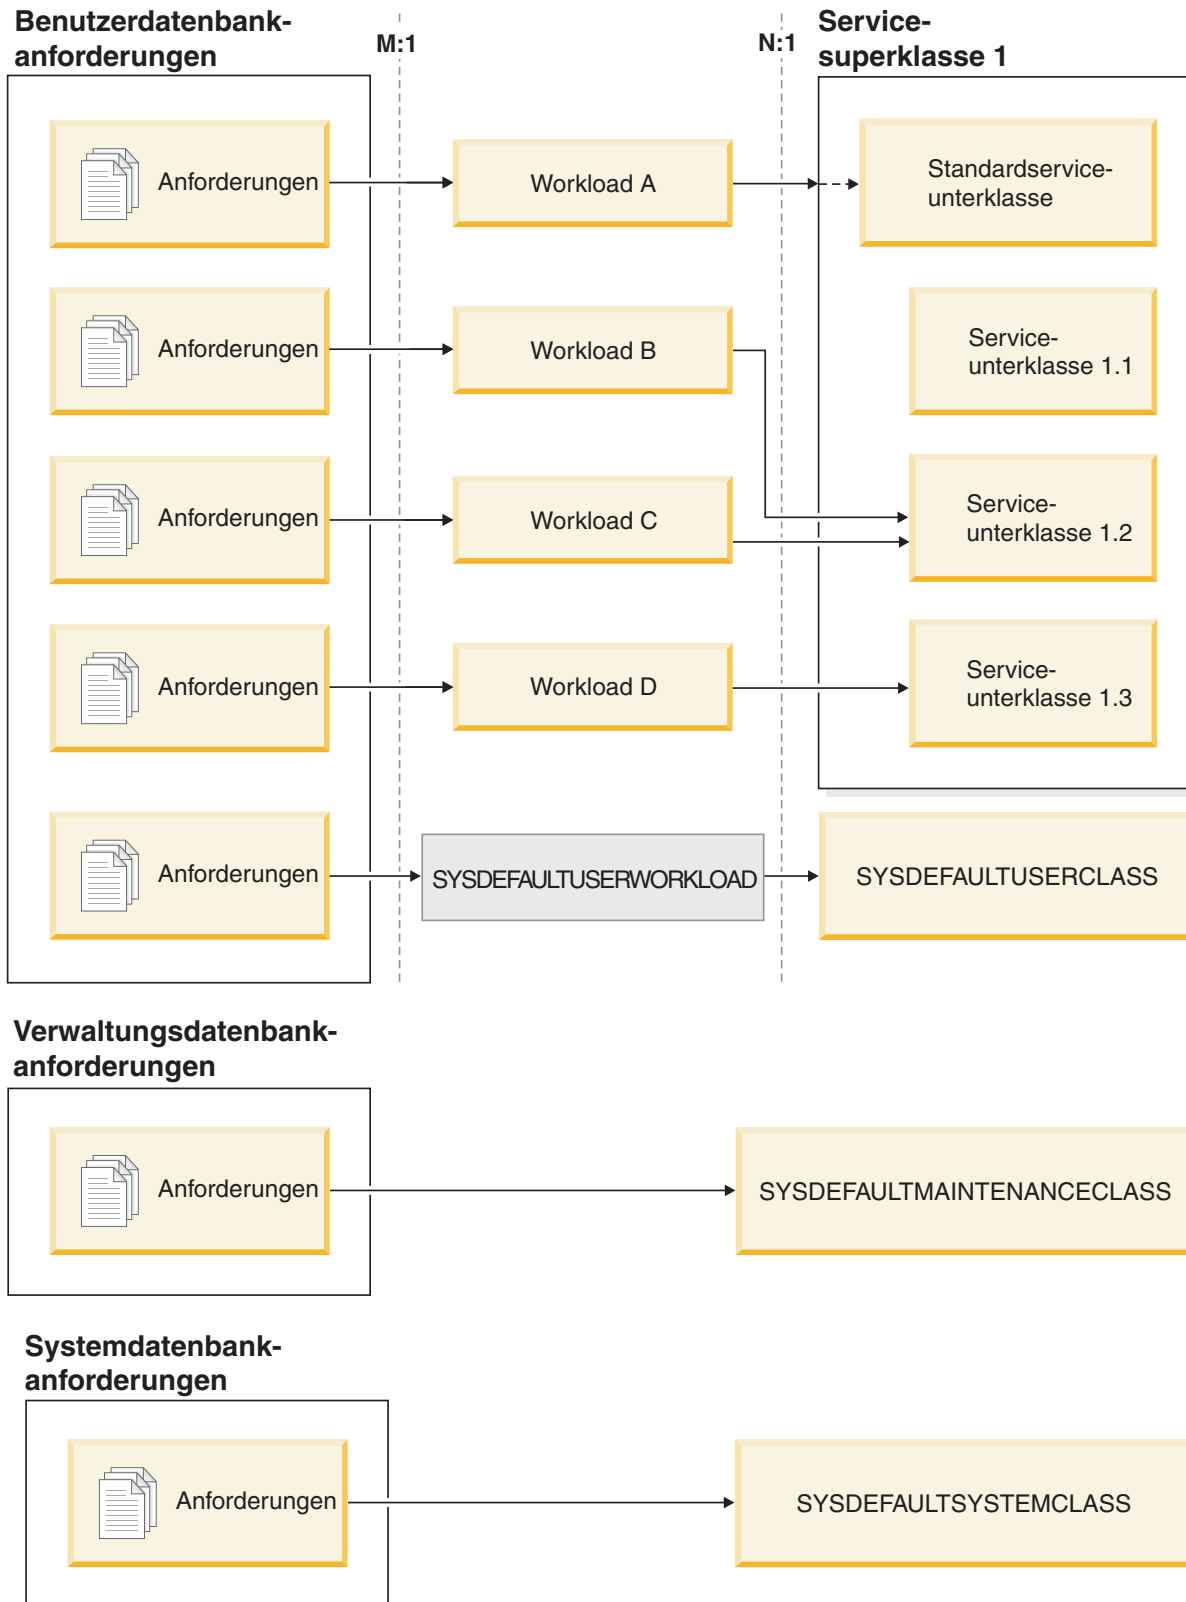 Benutzerdatenbank-
anforderungen
M:1
N:1
Service-
superklasse 1
Anforderungen
Workload A
Standardservice-
unterklasse
Anforderungen
Workload B
Service-
unterklasse 1.1
Anforderungen
Workload C
Service-
unterklasse 1.2
Anforderungen
Workload D
Service-
unterklasse 1.3
Anforderungen
SYSDEFAULTUSERWORKLOAD
SYSDEFAULTUSERCLASS
Verwaltungsdatenbank-
anforderungen
Anforderungen
SYSDEFAULTMAINTENANCECLASS
Systemdatenbank-
anforderungen
Anforderungen
SYSDEFAULTSYSTEMCLASS